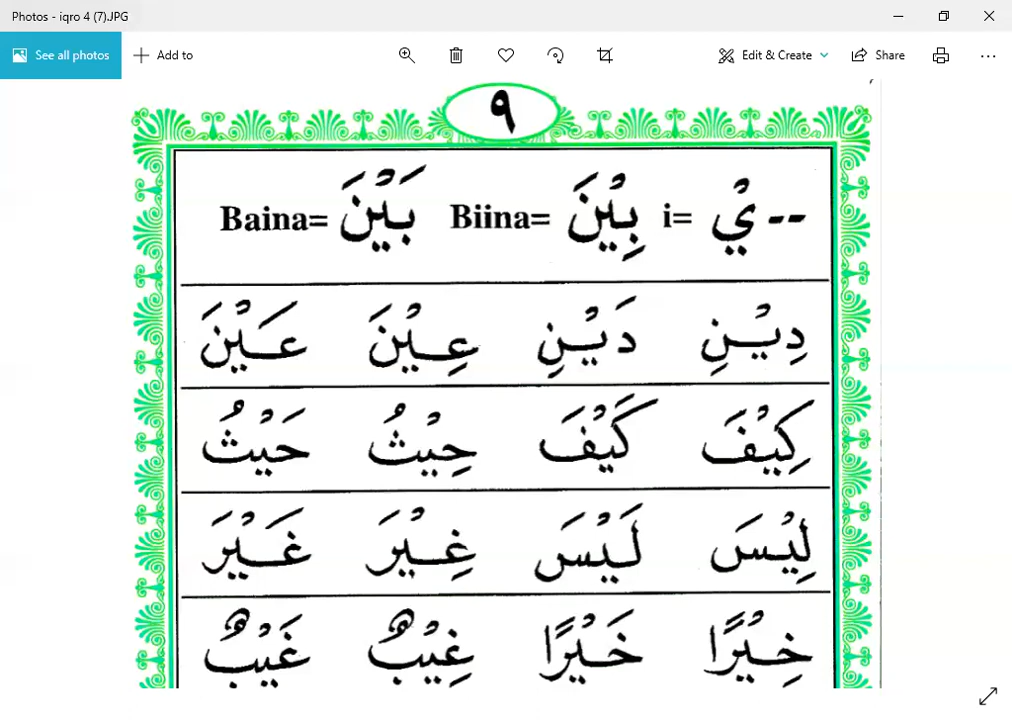 Photos - iqro 4 (7).JPG
See all photos Add to Edit & Create Share
٩
-- يْ =i بِيْنَ =Biina بَيْنَ =Baina
دِيْنِ دَيْنِ عِيْنَ عَيْنَ
كِيْفَ كَيْفَ حِيْثُ حَيْثُ
لِيْسَ لَيْسَ غِيْرَ غَيْرَ
خِيْرًا خَيْرًا غِيْبٌ غَيْبٌ